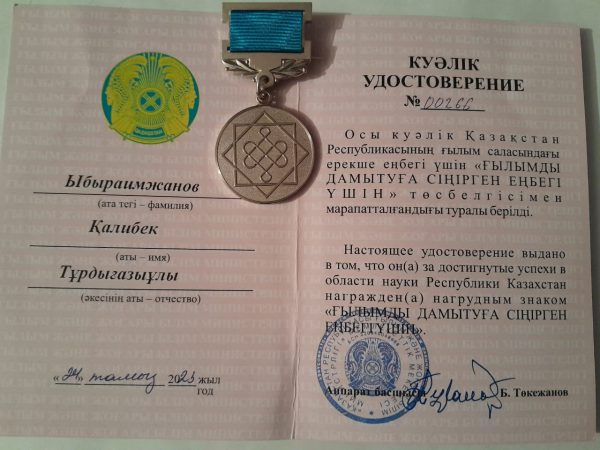 Ыбыраимжанов
(ата тегі – фамилия)
Қалибек
(аты – имя)
Тұрдығазыұлы
(әкесінің аты – отчество)
тамыз
ЖЫЛ
ГОД
КУӘЛІК
УДОСТОВЕРЕНИЕ
№ 00266
Осы куәлік Қазақстан
Республикасының ғылым саласындағы
ерекше еңбегі үшін «ҒЫЛЫМДЫ
ДАМЫТУҒА СІҢІРГЕН ЕҢБЕГІ
ҮШІН» төсбелгісімен
марапатталғандығы туралы берілді.
Настоящее удостоверение выдано
в том, что он(а) за достигнутые успехи в
области науки Республики Казахстан
награжден(а) нагрудным знаком
«ҒЫЛЫМДЫ ДАМЫТУҒА СІҢІРГЕН
ЕҢБЕГІ ҮШІН».
Аппарат басшысы Б. Төкежанов